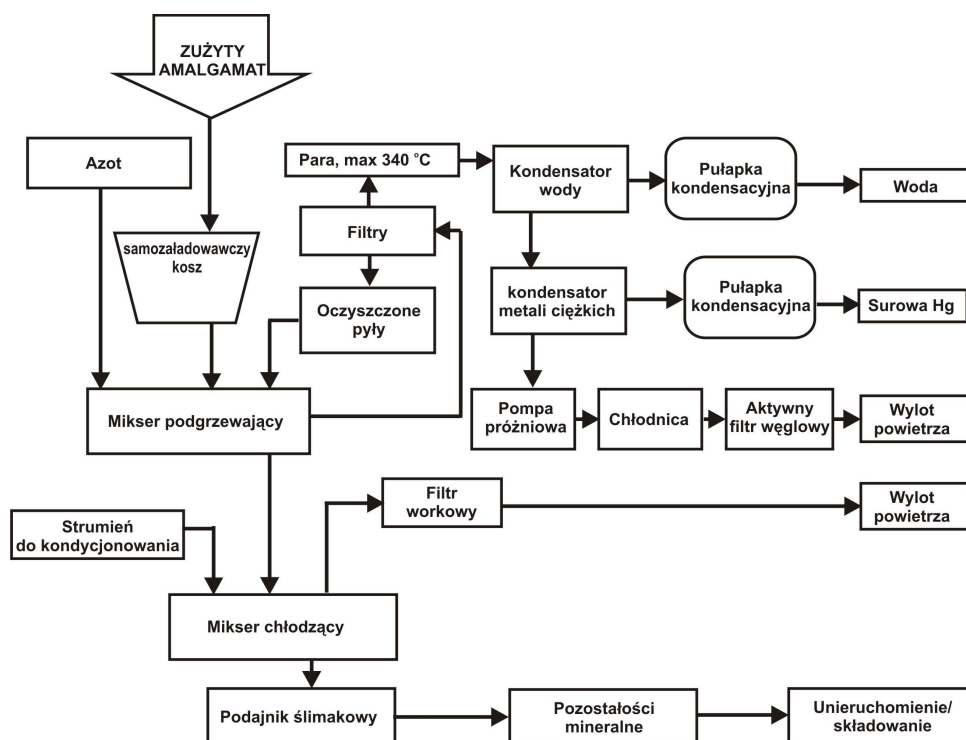 ZUŻYTY
AMALGAMAT
Azot
Para, max 340 °C
Kondensator
wody
Pułapka
kondensacyjna
Woda
samozaładowawczy
kosz
Filtry
Oczyszczone
pyły
kondensator
metali ciężkich
Pułapka
kondensacyjna
Surowa Hg
Mikser podgrzewający
Pompa
próżniowa
Chłodnica
Aktywny
filtr węglowy
Wylot
powietrza
Filtr
workowy
Wylot
powietrza
Strumień
do kondycjonowania
Mikser chłodzący
Podajnik ślimakowy
Pozostałości
mineralne
Unieruchomienie/
składowanie